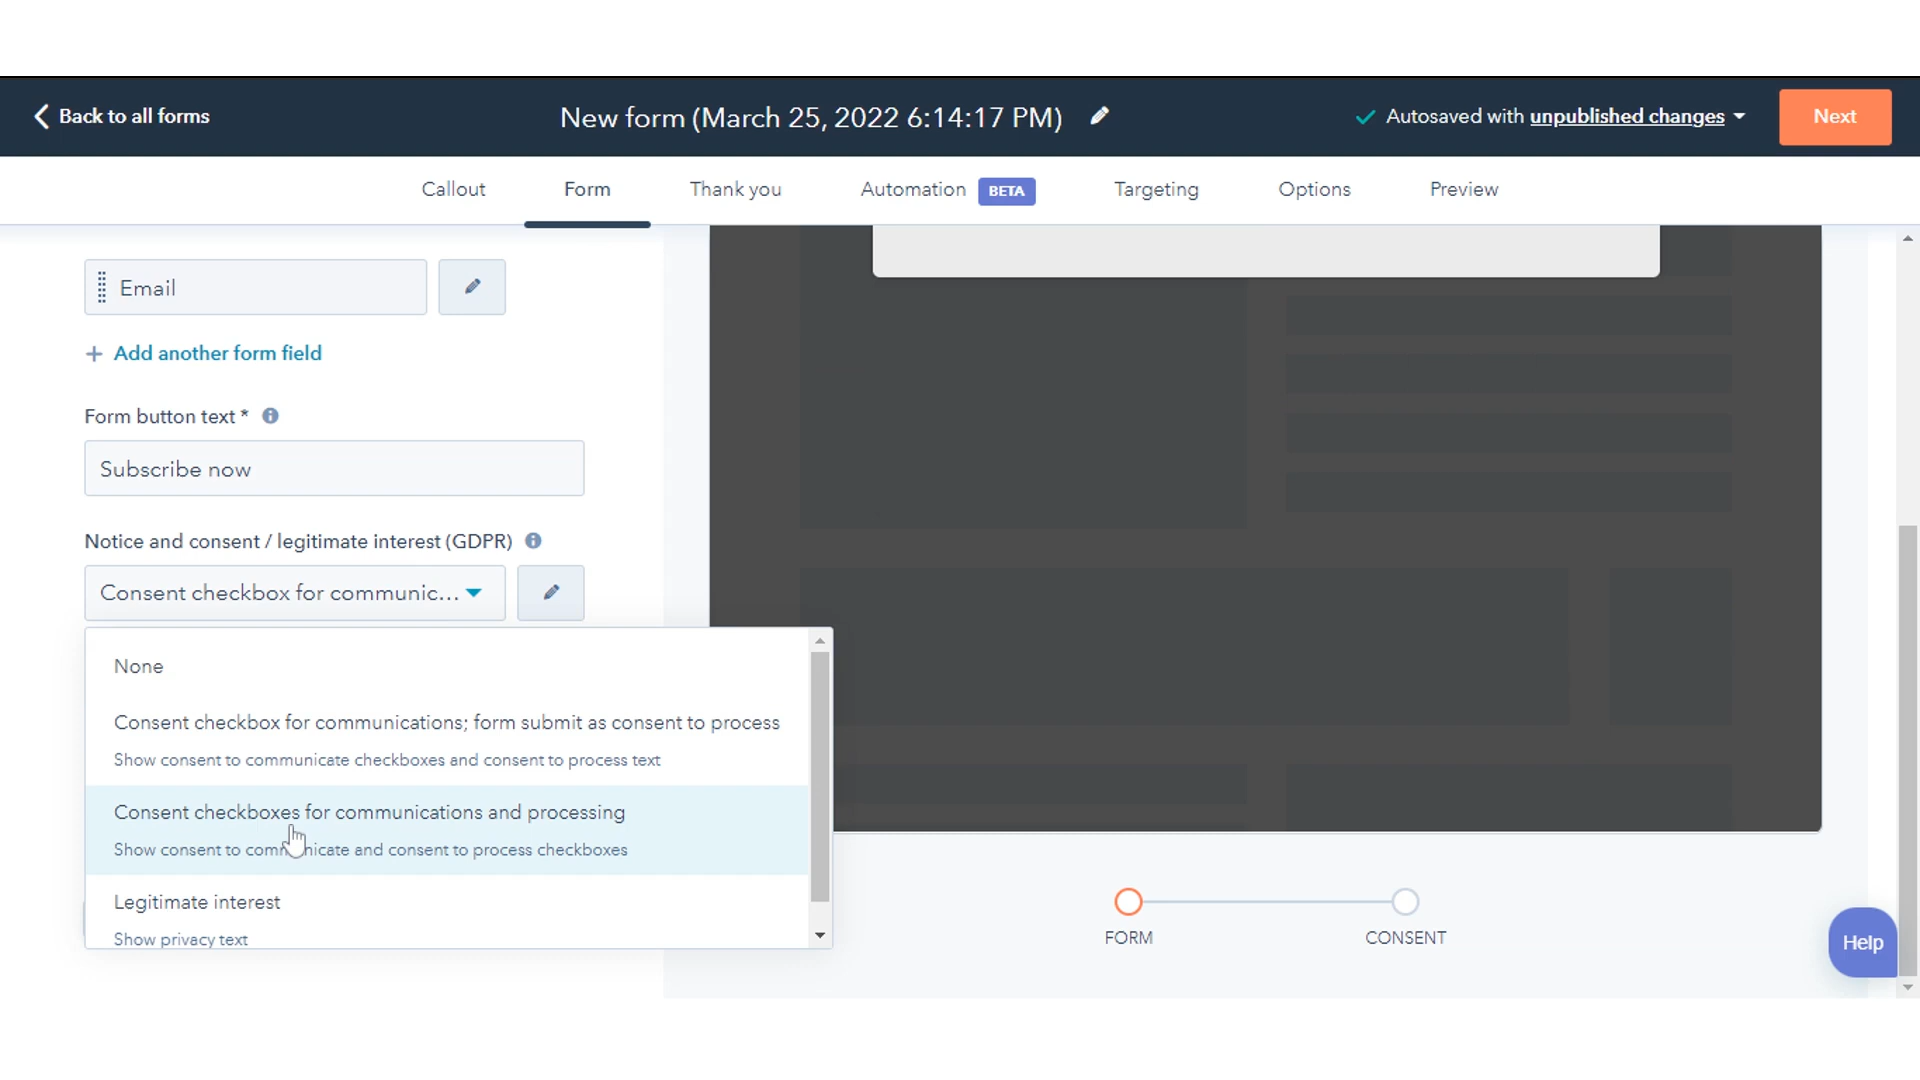 Back to all forms
New form (March 25, 2022 6:14:17 PM)
Autosaved with unpublished changes
Next
Callout
Form
Thank you
Automation BETA
Targeting
Options
Preview
Email
+ Add another form field
Form button text *
Subscribe now
Notice and consent / legitimate interest (GDPR)
Consent checkbox for communic...
None
Consent checkbox for communications; form submit as consent to process
Show consent to communicate checkboxes and consent to process text
Consent checkboxes for communications and processing
Show consent to communicate and consent to process checkboxes
Legitimate interest
Show privacy text
FORM
CONSENT
Help